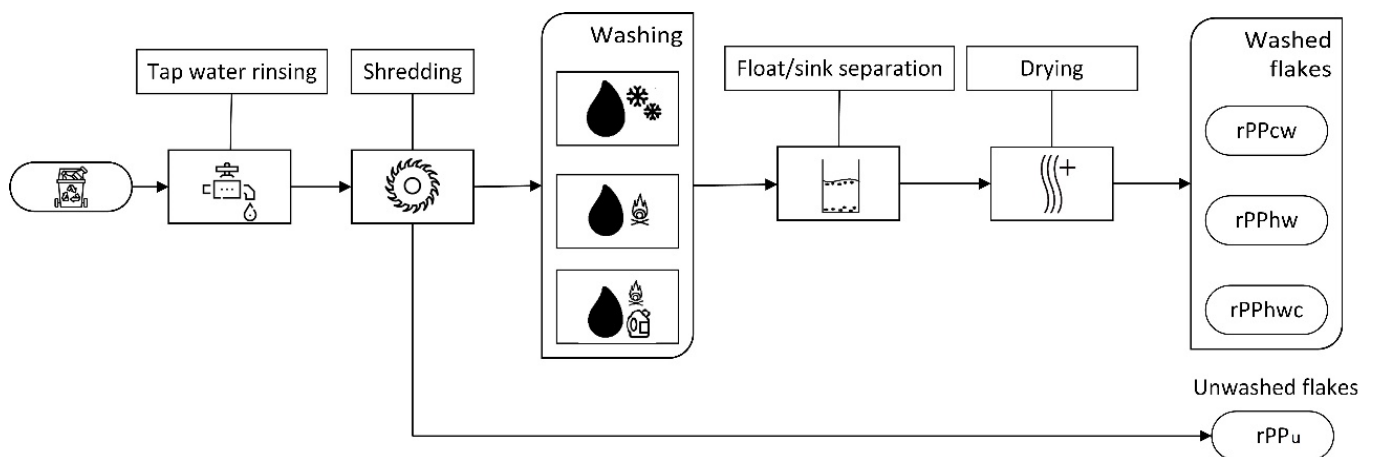 Tap water rinsing
Shredding
Washing
Float/sink separation
Drying
Washed
flakes
rPPcw
rPPhw
rPPhwc
Unwashed flakes
rPPu